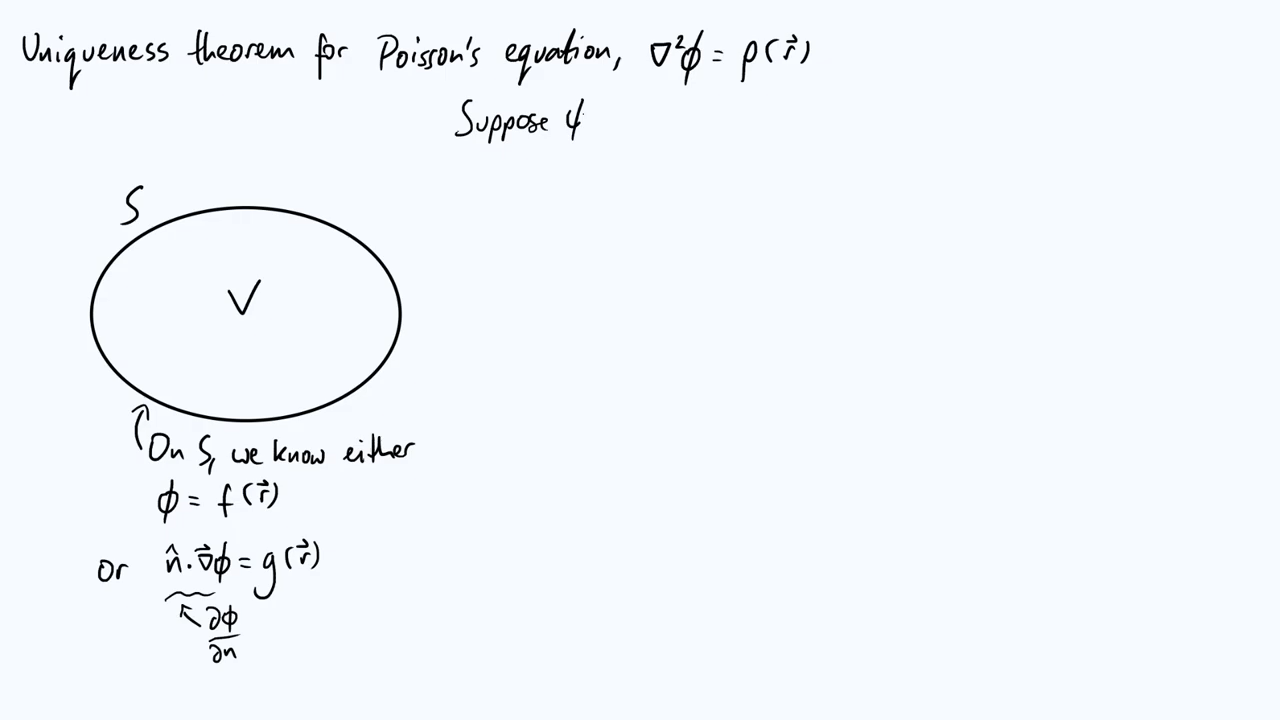 Uniqueness theorem for Poisson's equation, ∇²ϕ = ρ(r⃗)
Suppose ψ
S
V
On S, we know either
ϕ = f(r⃗)
or n̂·∇⃗ϕ = g(r⃗)
∂ϕ/∂n